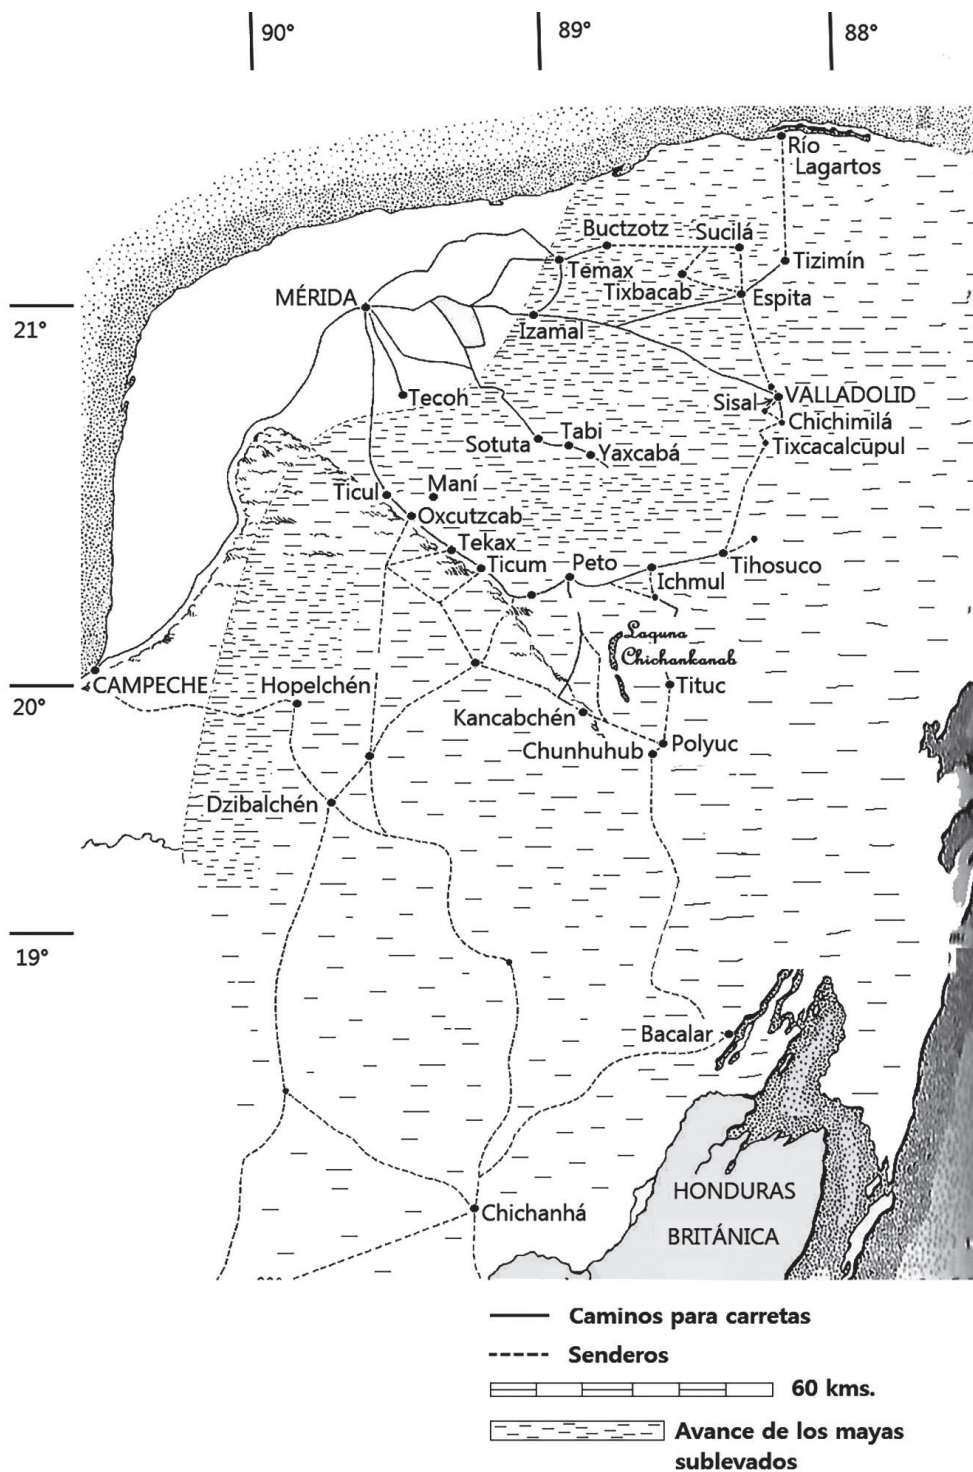 90°
89°
88°
Río
Lagartos
Buctzotz
Sucilá
Temax
Tizimín
Tixbacab
Espita
MÉRIDA
21°
Izamal
Tecoh
VALLADOLID
Sisal
Chichimilá
Sotuta
Tabi
Yaxcabá
Tixcacalcupul
Ticul
Maní
Oxcutzcab
Tekax
Ticum
Peto
Ichmul
Tihosuco
Laguna
Chichankanab
CAMPECHE
Hopelchén
Tituc
20°
Kancabchén
Polyuc
Chunhuhub
Dzibalchén
19°
Bacalar
Chichanhá
HONDURAS
BRITÁNICA
Caminos para carretas
Senderos
60 kms.
Avance de los mayas
sublevados